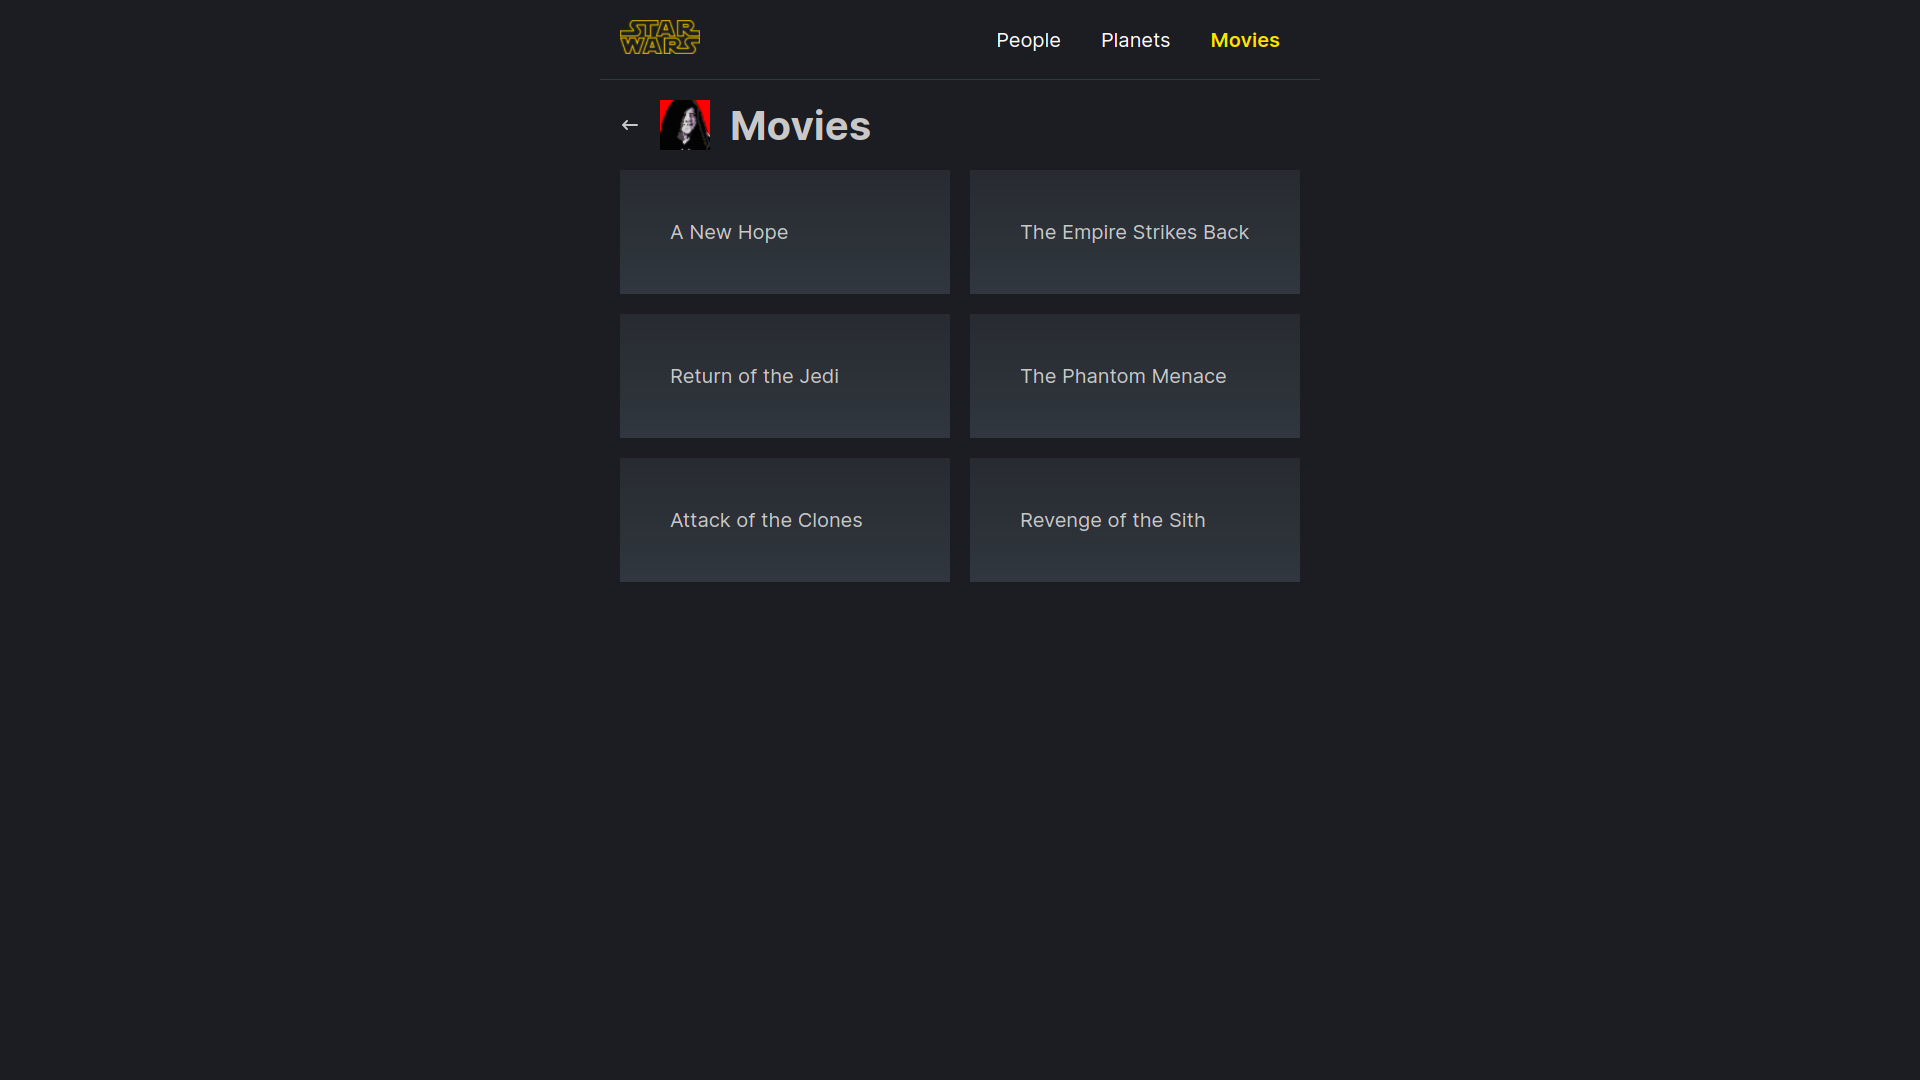 STAR
WARS
People
Planets
Movies
Movies
A New Hope
The Empire Strikes Back
Return of the Jedi
The Phantom Menace
Attack of the Clones
Revenge of the Sith